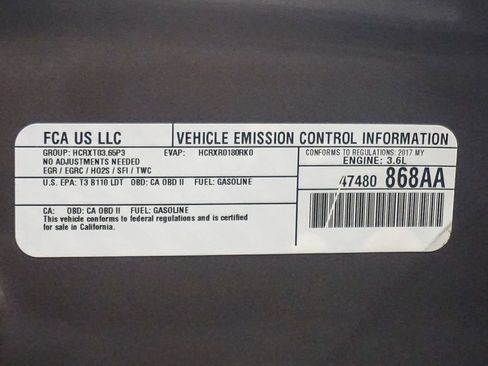 FCA US LLC VEHICLE EMISSION CONTROL INFORMATION
GROUP: HCRXT03.65P3 EVAP: HCRXR0180RK0
CONFORMS TO REGULATIONS: 2017 MY
NO ADJUSTMENTS NEEDED
ENGINE: 3.6L
EGR / EGRC / HO2S / SFI / TWC
U.S. EPA: T3 B110 LDT OBD: CA OBD II FUEL: GASOLINE
47480 868AA
CA: OBD: CA OBD II FUEL: GASOLINE
This vehicle conforms to federal regulations and is certified
for sale in California.